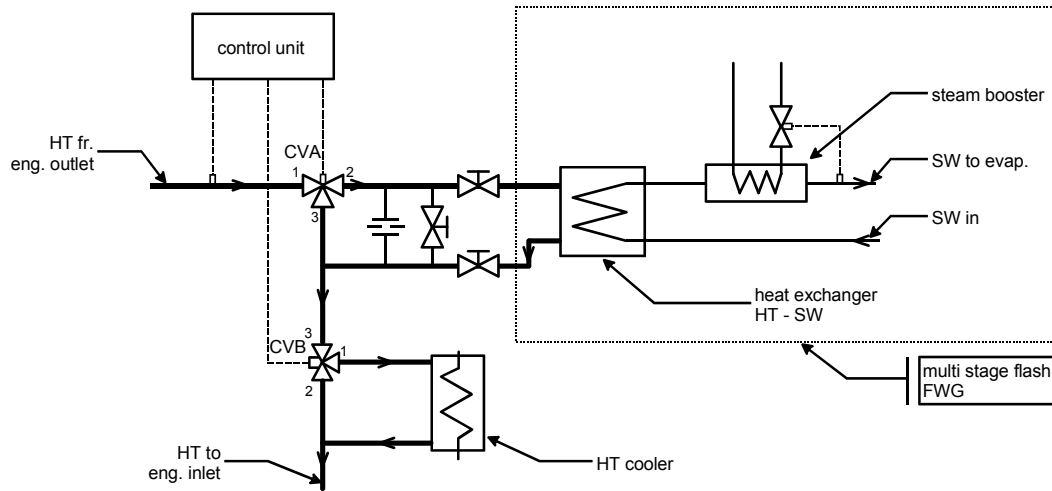 control unit
HT fr.
eng. outlet
CVA
1
2
3
steam booster
SW to evap.
SW in
heat exchanger
HT - SW
3
CVB
1
2
multi stage flash
FWG
HT to
eng. inlet
HT cooler